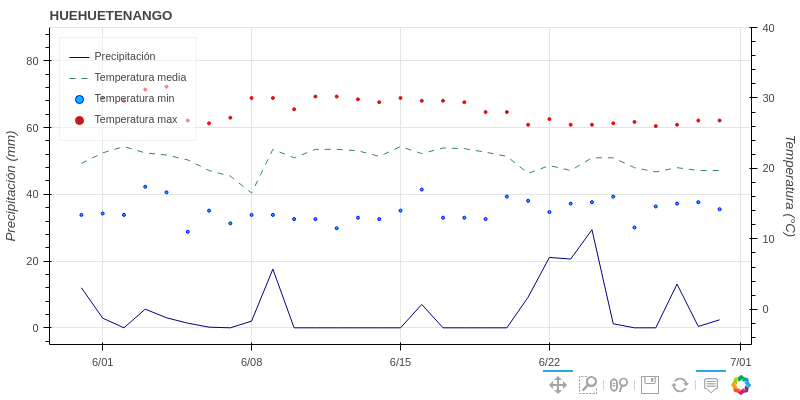 HUEHUETENANGO
Precipitación
Temperatura media
Temperatura min
Temperatura max
Precipitación (mm)
80
60
40
20
0
Temperatura (°C)
40
30
20
10
0
6/01
6/08
6/15
6/22
7/01